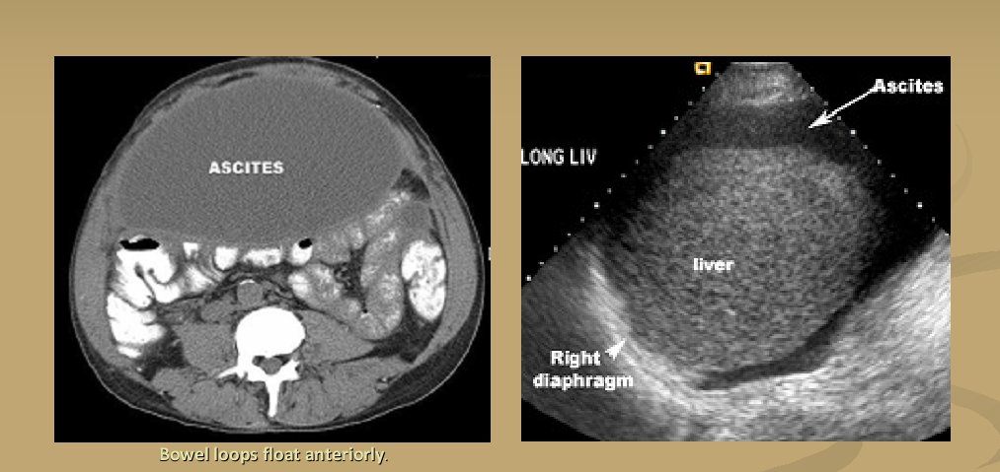 ASCITES
Bowel loops float anteriorly.
Ascites
LONG LIV
liver
Right
diaphragm